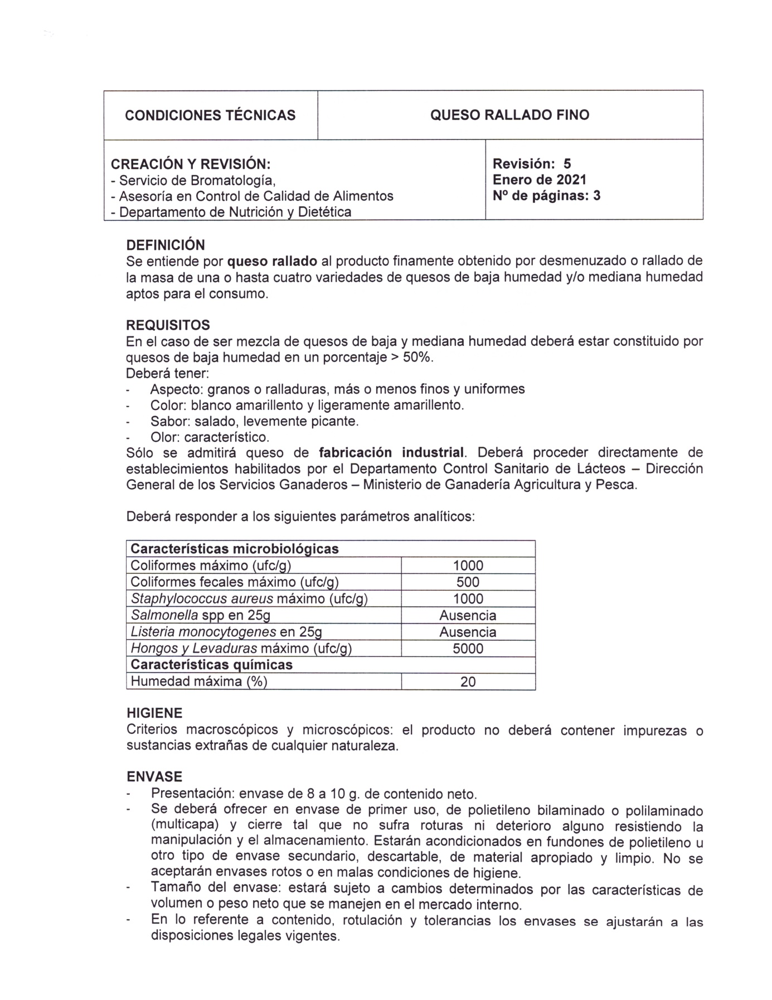 CONDICIONES TÉCNICAS
QUESO RALLADO FINO
CREACIÓN Y REVISIÓN:
- Servicio de Bromatología,
- Asesoría en Control de Calidad de Alimentos
- Departamento de Nutrición y Dietética
Revisión: 5
Enero de 2021
Nº de páginas: 3
DEFINICIÓN
Se entiende por queso rallado al producto finamente obtenido por desmenuzado o rallado de
la masa de una o hasta cuatro variedades de quesos de baja humedad y/o mediana humedad
aptos para el consumo.
REQUISITOS
En el caso de ser mezcla de quesos de baja y mediana humedad deberá estar constituido por
quesos de baja humedad en un porcentaje > 50%.
Deberá tener:
- Aspecto: granos o ralladuras, más o menos finos y uniformes
- Color: blanco amarillento y ligeramente amarillento.
- Sabor: salado, levemente picante.
- Olor: característico.
Sólo se admitirá queso de fabricación industrial. Deberá proceder directamente de
establecimientos habilitados por el Departamento Control Sanitario de Lácteos – Dirección
General de los Servicios Ganaderos – Ministerio de Ganadería Agricultura y Pesca.
Deberá responder a los siguientes parámetros analíticos:
Características microbiológicas
Coliformes máximo (ufc/g) 1000
Coliformes fecales máximo (ufc/g) 500
Staphylococcus aureus máximo (ufc/g) 1000
Salmonella spp en 25g Ausencia
Listeria monocytogenes en 25g Ausencia
Hongos y Levaduras máximo (ufc/g) 5000
Características químicas
Humedad máxima (%) 20
HIGIENE
Criterios macroscópicos y microscópicos: el producto no deberá contener impurezas o
sustancias extrañas de cualquier naturaleza.
ENVASE
- Presentación: envase de 8 a 10 g. de contenido neto.
- Se deberá ofrecer en envase de primer uso, de polietileno bilaminado o polilaminado
(multicapa) y cierre tal que no sufra roturas ni deterioro alguno resistiendo la
manipulación y el almacenamiento. Estarán acondicionados en fundones de polietileno u
otro tipo de envase secundario, descartable, de material apropiado y limpio. No se
aceptarán envases rotos o en malas condiciones de higiene.
- Tamaño del envase: estará sujeto a cambios determinados por las características de
volumen o peso neto que se manejen en el mercado interno.
- En lo referente a contenido, rotulación y tolerancias los envases se ajustarán a las
disposiciones legales vigentes.